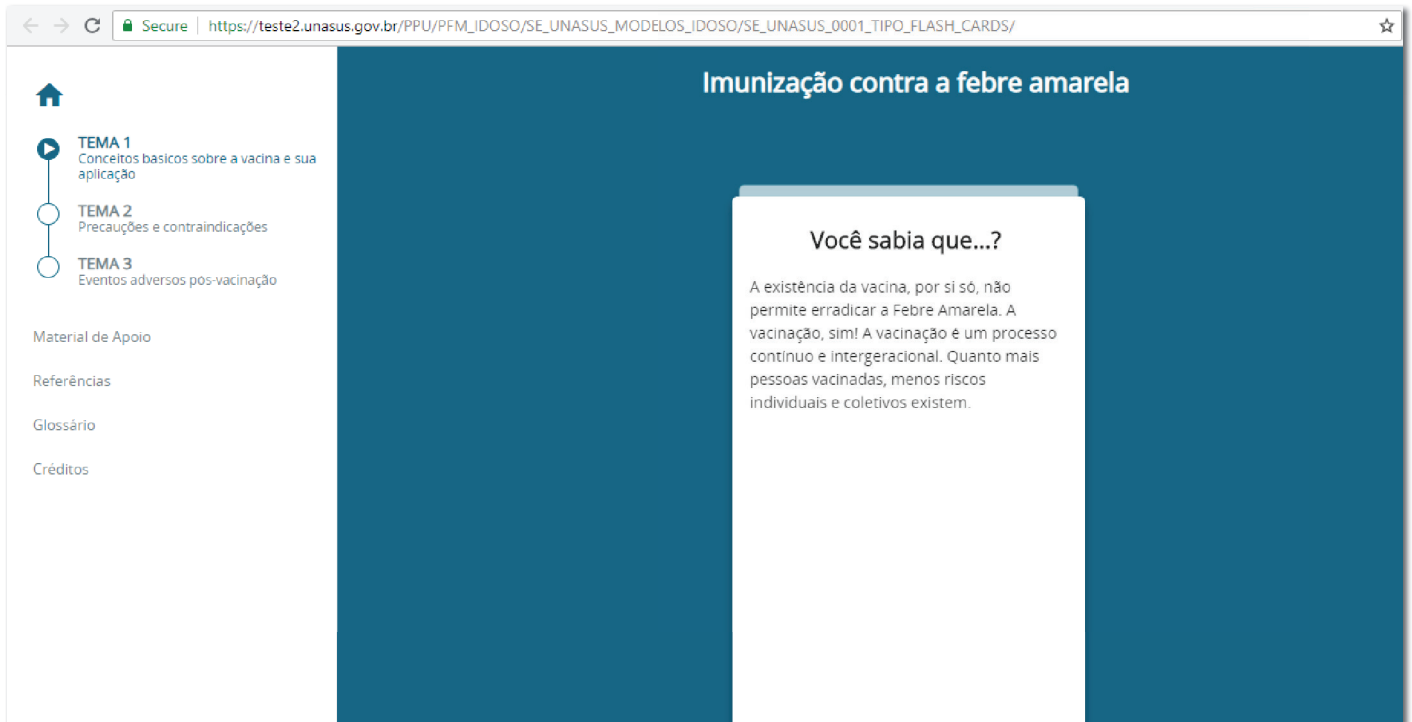 Secure
https://teste2.unasus.gov.br/PPU/PFM_IDOSO/SE_UNASUS_MODELOS_IDOSO/SE_UNASUS_0001_TIPO_FLASH_CARDS/
TEMA 1
Conceitos basicos sobre a vacina e sua
aplicação
TEMA 2
Precauções e contraindicações
TEMA 3
Eventos adversos pós-vacinação
Material de Apoio
Referências
Glossário
Créditos
Imunização contra a febre amarela
Você sabia que...?
A existência da vacina, por si só, não
permite erradicar a Febre Amarela. A
vacinação, sim! A vacinação é um processo
contínuo e intergeracional. Quanto mais
pessoas vacinadas, menos riscos
individuais e coletivos existem.